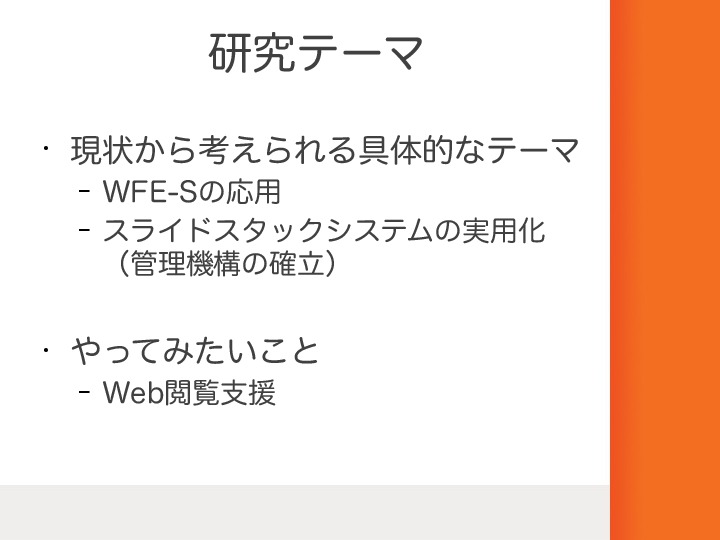 研究テーマ
・ 現状から考えられる具体的なテーマ
– WFE-Sの応用
– スライドスタックシステムの実用化
（管理機構の確立）
・ やってみたいこと
– Web閲覧支援